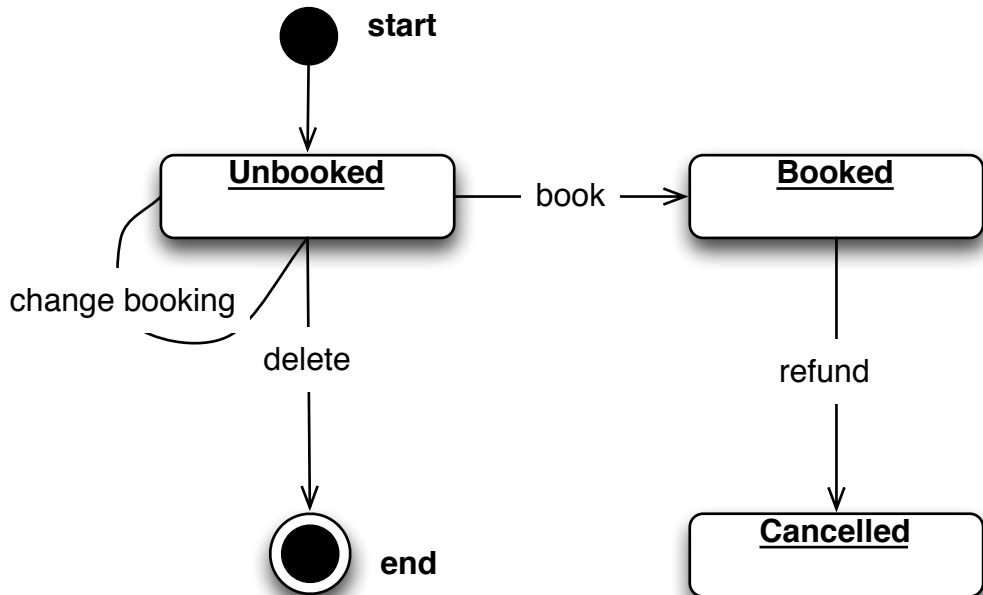 start
Unbooked
book
Booked
change booking
delete
refund
end
Cancelled